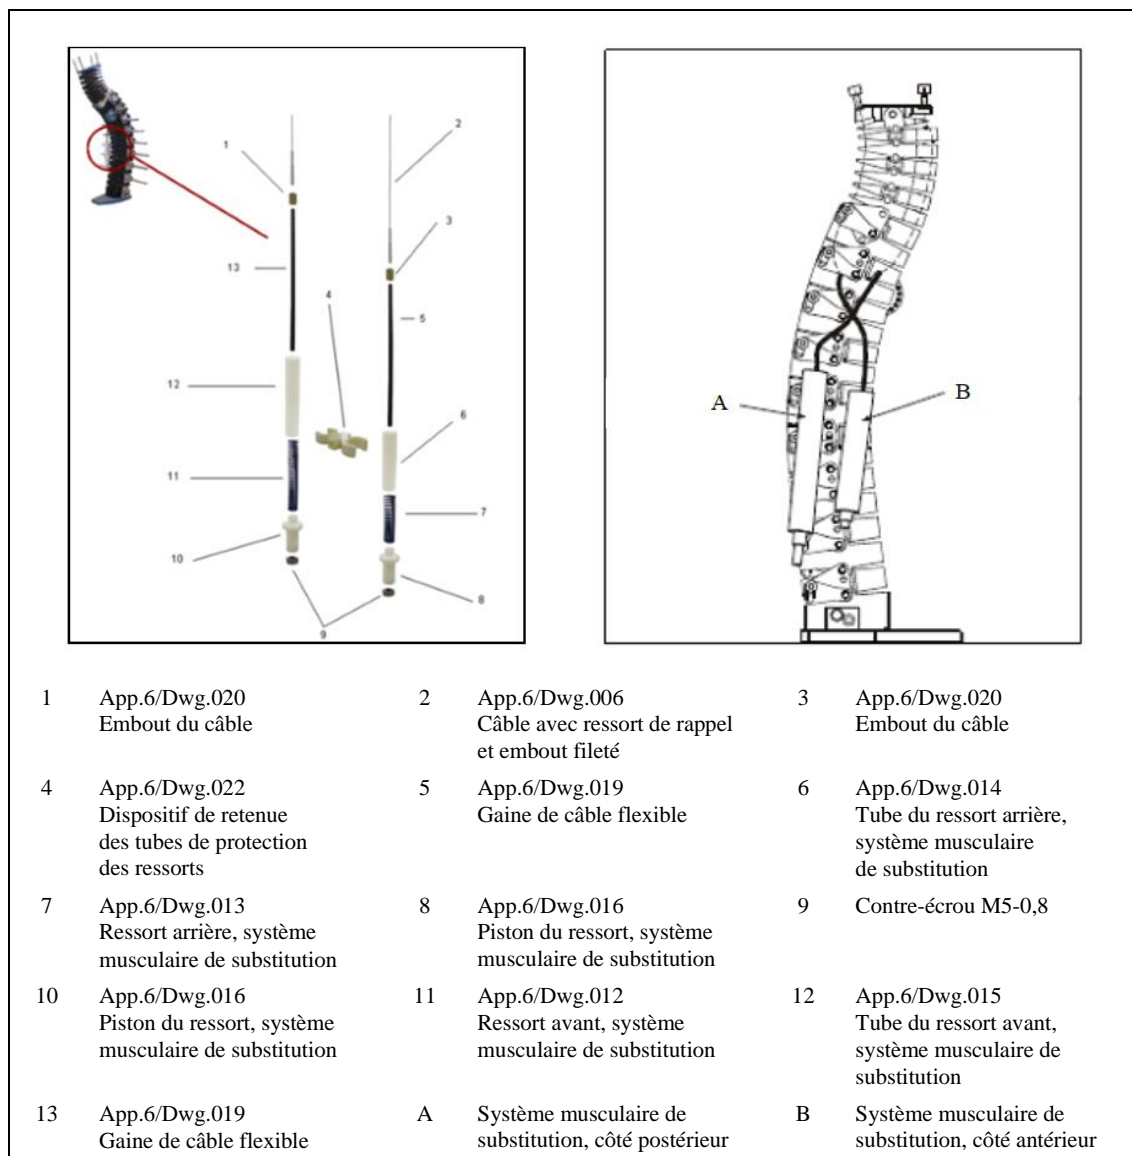 1
2
3
13
4
5
12
6
11
7
10
8
9
A
B
1 App.6/Dwg.020
Embout du câble
2 App.6/Dwg.006
Câble avec ressort de rappel
et embout fileté
3 App.6/Dwg.020
Embout du câble
4 App.6/Dwg.022
Dispositif de retenue
des tubes de protection
des ressorts
5 App.6/Dwg.019
Gaine de câble flexible
6 App.6/Dwg.014
Tube du ressort arrière,
système musculaire
de substitution
7 App.6/Dwg.013
Ressort arrière, système
musculaire de substitution
8 App.6/Dwg.016
Piston du ressort, système
musculaire de substitution
9 Contre-écrou M5-0,8
10 App.6/Dwg.016
Piston du ressort, système
musculaire de substitution
11 App.6/Dwg.012
Ressort avant, système
musculaire de substitution
12 App.6/Dwg.015
Tube du ressort avant,
système musculaire de
substitution
13 App.6/Dwg.019
Gaine de câble flexible
A Système musculaire de
substitution, côté postérieur
B Système musculaire de
substitution, côté antérieur